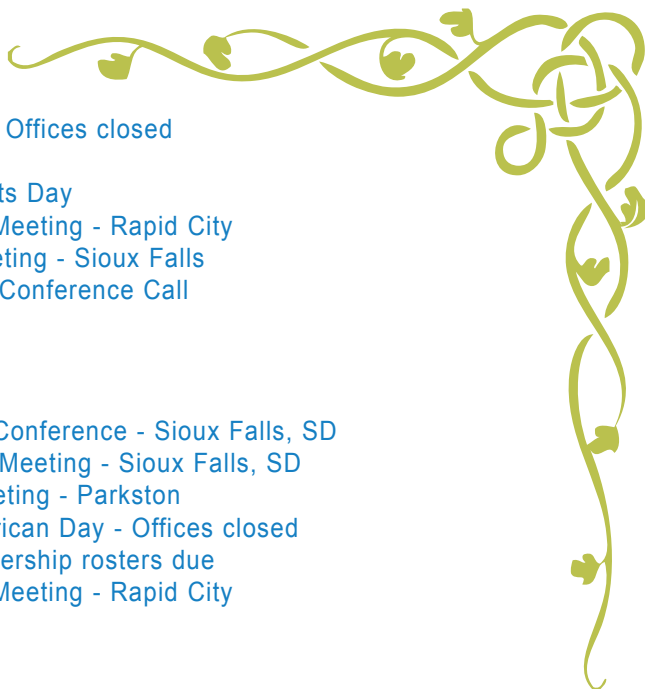 Offices closed
ts Day
Meeting - Rapid City
eting - Sioux Falls
Conference Call
Conference - Sioux Falls, SD
Meeting - Sioux Falls, SD
eting - Parkston
ican Day - Offices closed
ership rosters due
Meeting - Rapid City